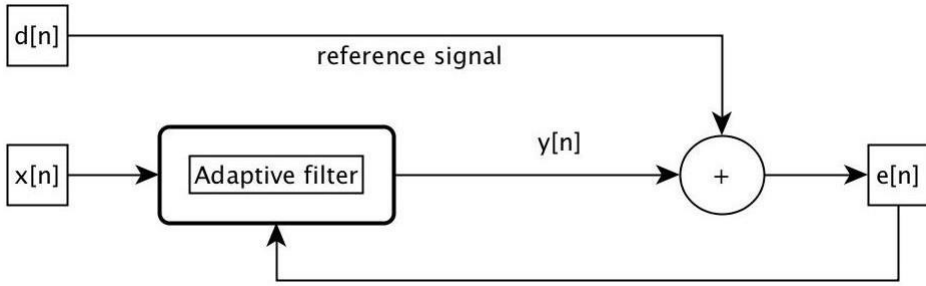 d[n]
reference signal
y[n]
x[n]
Adaptive filter
+
e[n]